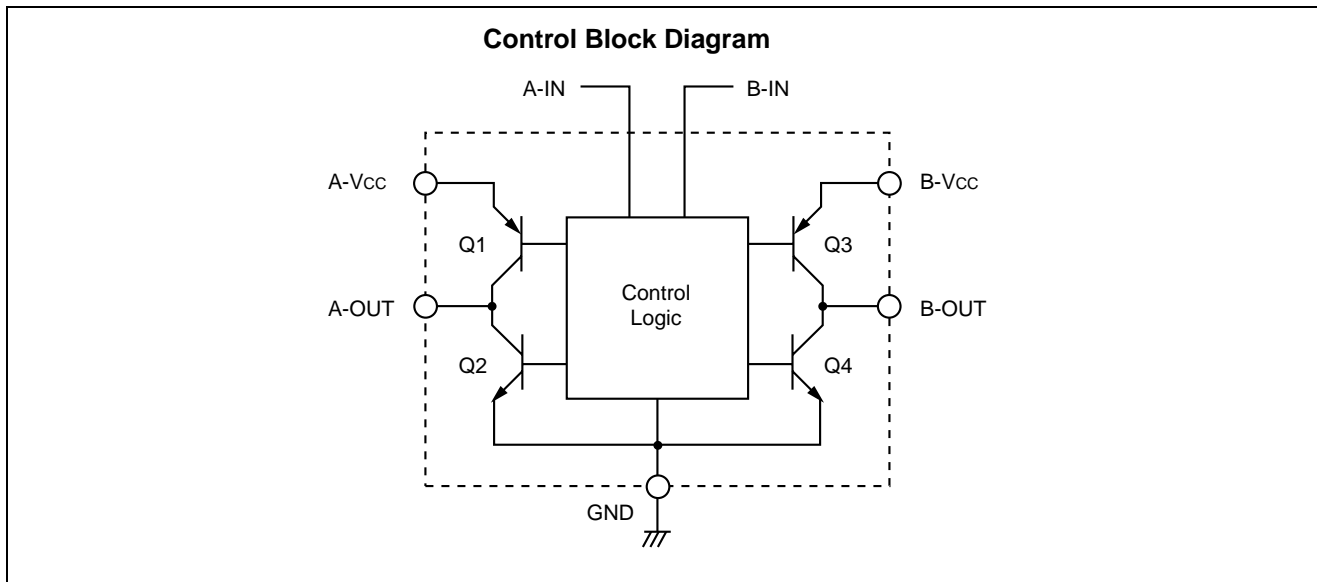 Control Block Diagram
A-IN
B-IN
A-VCC
B-VCC
Q1
Q3
Control
Logic
A-OUT
B-OUT
Q2
Q4
GND